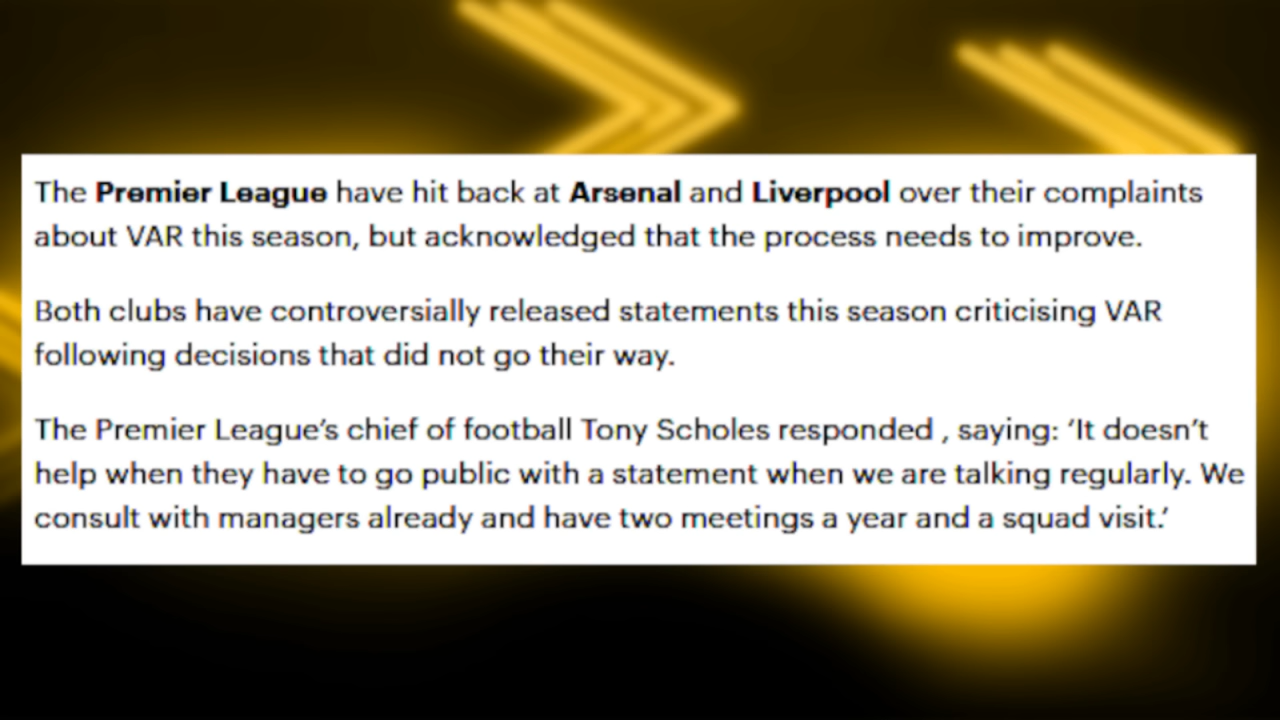 The Premier League have hit back at Arsenal and Liverpool over their complaints
about VAR this season, but acknowledged that the process needs to improve.
Both clubs have controversially released statements this season criticising VAR
following decisions that did not go their way.
The Premier League’s chief of football Tony Scholes responded , saying: ‘It doesn’t
help when they have to go public with a statement when we are talking regularly. We
consult with managers already and have two meetings a year and a squad visit.’